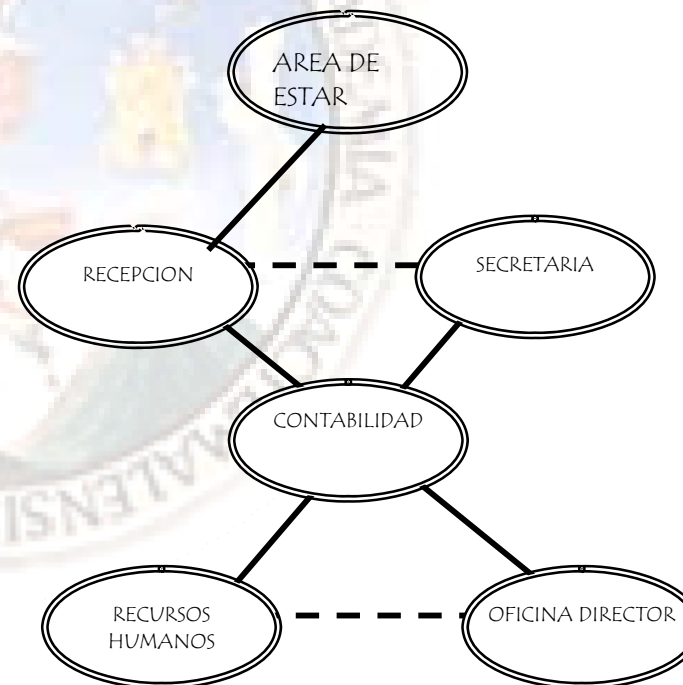 AREA DE
ESTAR
RECEPCION
SECRETARIA
CONTABILIDAD
RECURSOS
HUMANOS
OFICINA DIRECTOR